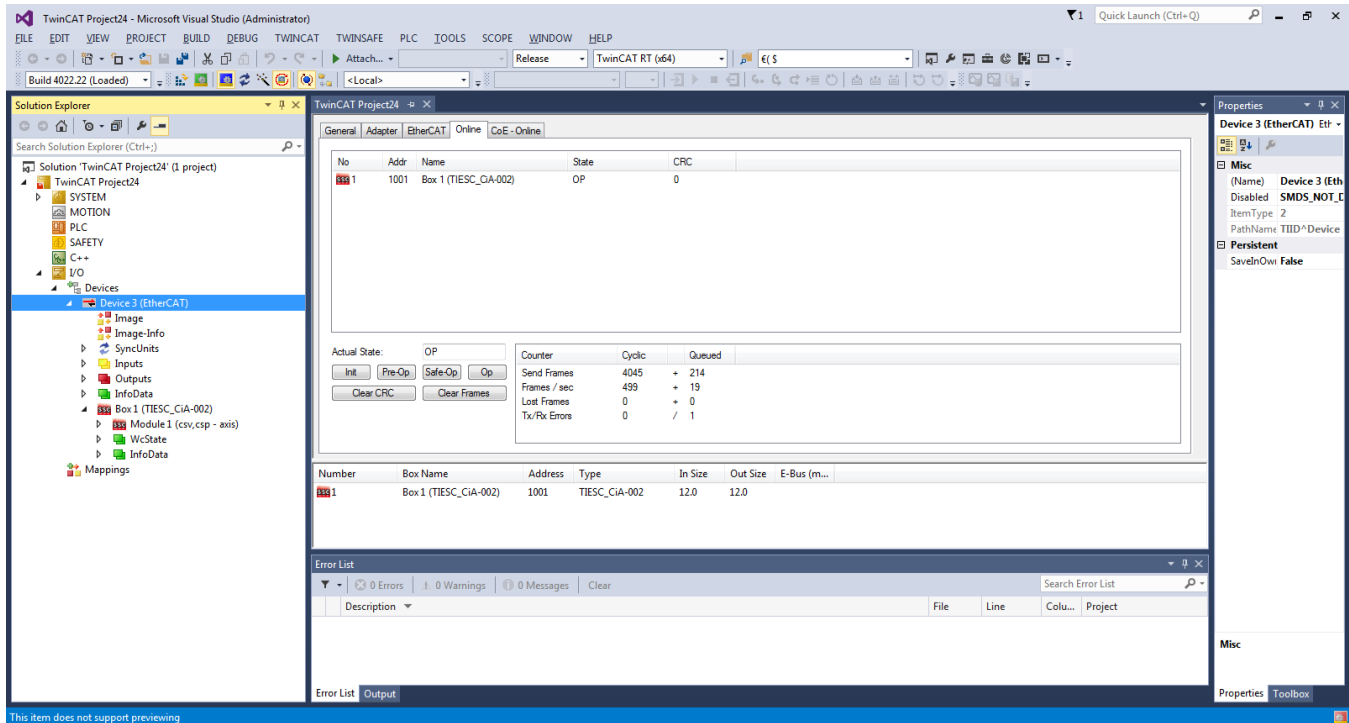 TwinCAT Project24 - Microsoft Visual Studio (Administrator)
1 Quick Launch (Ctrl+Q)
FILE EDIT VIEW PROJECT BUILD DEBUG TWINCAT TWINSAFE PLC TOOLS SCOPE WINDOW HELP
Attach... Release TwinCAT RT (x64) €( S
Build 4022.22 (Loaded) <Local>
Solution Explorer
Search Solution Explorer (Ctrl+;)
Solution 'TwinCAT Project24' (1 project)
TwinCAT Project24
SYSTEM
MOTION
PLC
SAFETY
C++
I/O
Devices
Device 3 (EtherCAT)
Image
Image-Info
SyncUnits
Inputs
Outputs
InfoData
Box 1 (TIESC_CiA-002)
Module 1 (csv,csp - axis)
WcState
InfoData
Mappings
TwinCAT Project24
General Adapter EtherCAT Online CoE - Online
No Addr Name State CRC
1 1001 Box 1 (TIESC_CiA-002) OP 0
Actual State: OP
Init Pre-Op Safe-Op Op
Clear CRC Clear Frames
Counter Cyclic Queued
Send Frames 4045 + 214
Frames / sec 499 + 19
Lost Frames 0 + 0
Tx/Rx Errors 0 / 1
Number Box Name Address Type In Size Out Size E-Bus (m...
1 Box 1 (TIESC_CiA-002) 1001 TIESC_CiA-002 12.0 12.0
Error List
0 Errors 0 Warnings 0 Messages Clear Search Error List
Description File Line Colu... Project
Error List Output
Properties
Device 3 (EtherCAT) Eth
Misc
(Name) Device 3 (Eth
Disabled SMDS_NOT_D
ItemType 2
PathName TIID^Device
Persistent
SaveInOwn False
Misc
Properties Toolbox
This item does not support previewing